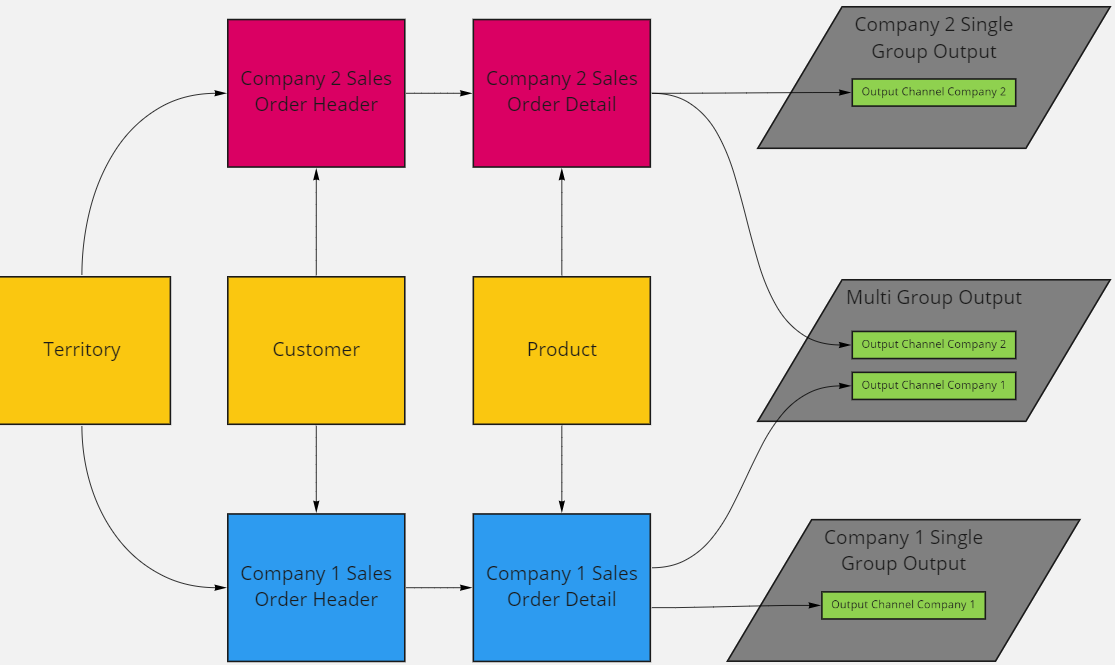 Company 2 Sales
Order Header
Company 2 Sales
Order Detail
Company 2 Single
Group Output
Output Channel Company 2
Territory
Customer
Product
Multi Group Output
Output Channel Company 2
Output Channel Company 1
Company 1 Sales
Order Header
Company 1 Sales
Order Detail
Company 1 Single
Group Output
Output Channel Company 1